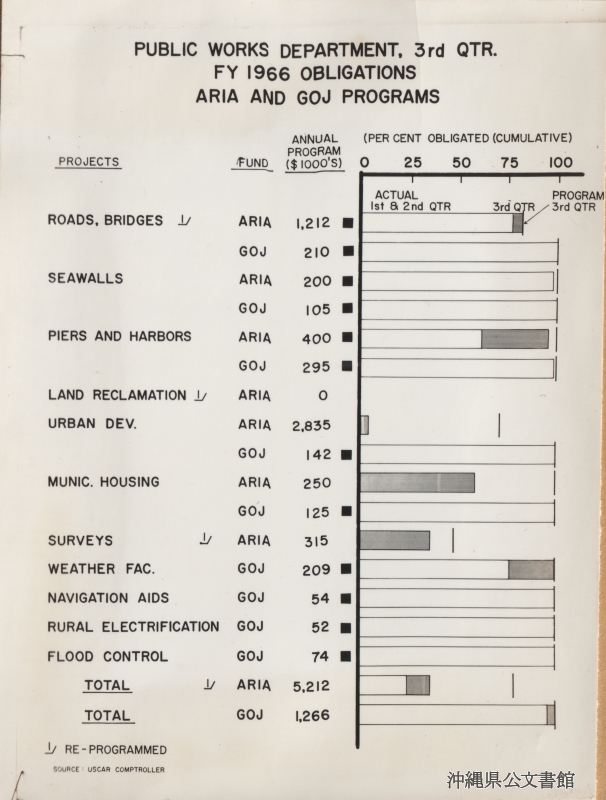 PUBLIC WORKS DEPARTMENT, 3rd QTR.
FY 1966 OBLIGATIONS
ARIA AND GOJ PROGRAMS
PROJECTS FUND ANNUAL PROGRAM ($1000'S) (PER CENT OBLIGATED (CUMULATIVE)
0 25 50 75 100
ACTUAL 1st & 2nd QTR 3rd QTR PROGRAM 3rd QTR
ROADS, BRIDGES 1/ ARIA 1,212 ■
GOJ 210 ■
SEAWALLS ARIA 200 ■
GOJ 105 ■
PIERS AND HARBORS ARIA 400 ■
GOJ 295 ■
LAND RECLAMATION 1/ ARIA 0
URBAN DEV. ARIA 2,835
GOJ 142 ■
MUNIC. HOUSING ARIA 250
GOJ 125 ■
SURVEYS 1/ ARIA 315
WEATHER FAC. GOJ 209 ■
NAVIGATION AIDS GOJ 54 ■
RURAL ELECTRIFICATION GOJ 52 ■
FLOOD CONTROL GOJ 74 ■
TOTAL 1/ ARIA 5,212
TOTAL GOJ 1,266
1/ RE-PROGRAMMED
SOURCE: USCAR COMPTROLLER
沖縄県公文書館